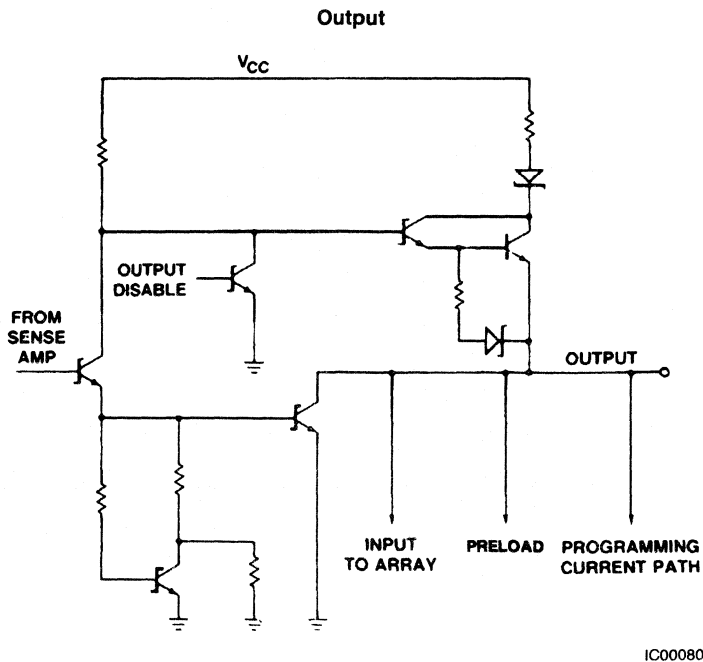 Output
VCC
OUTPUT
DISABLE
FROM
SENSE
AMP
OUTPUT
INPUT
TO ARRAY
PRELOAD
PROGRAMMING
CURRENT PATH
IC00080